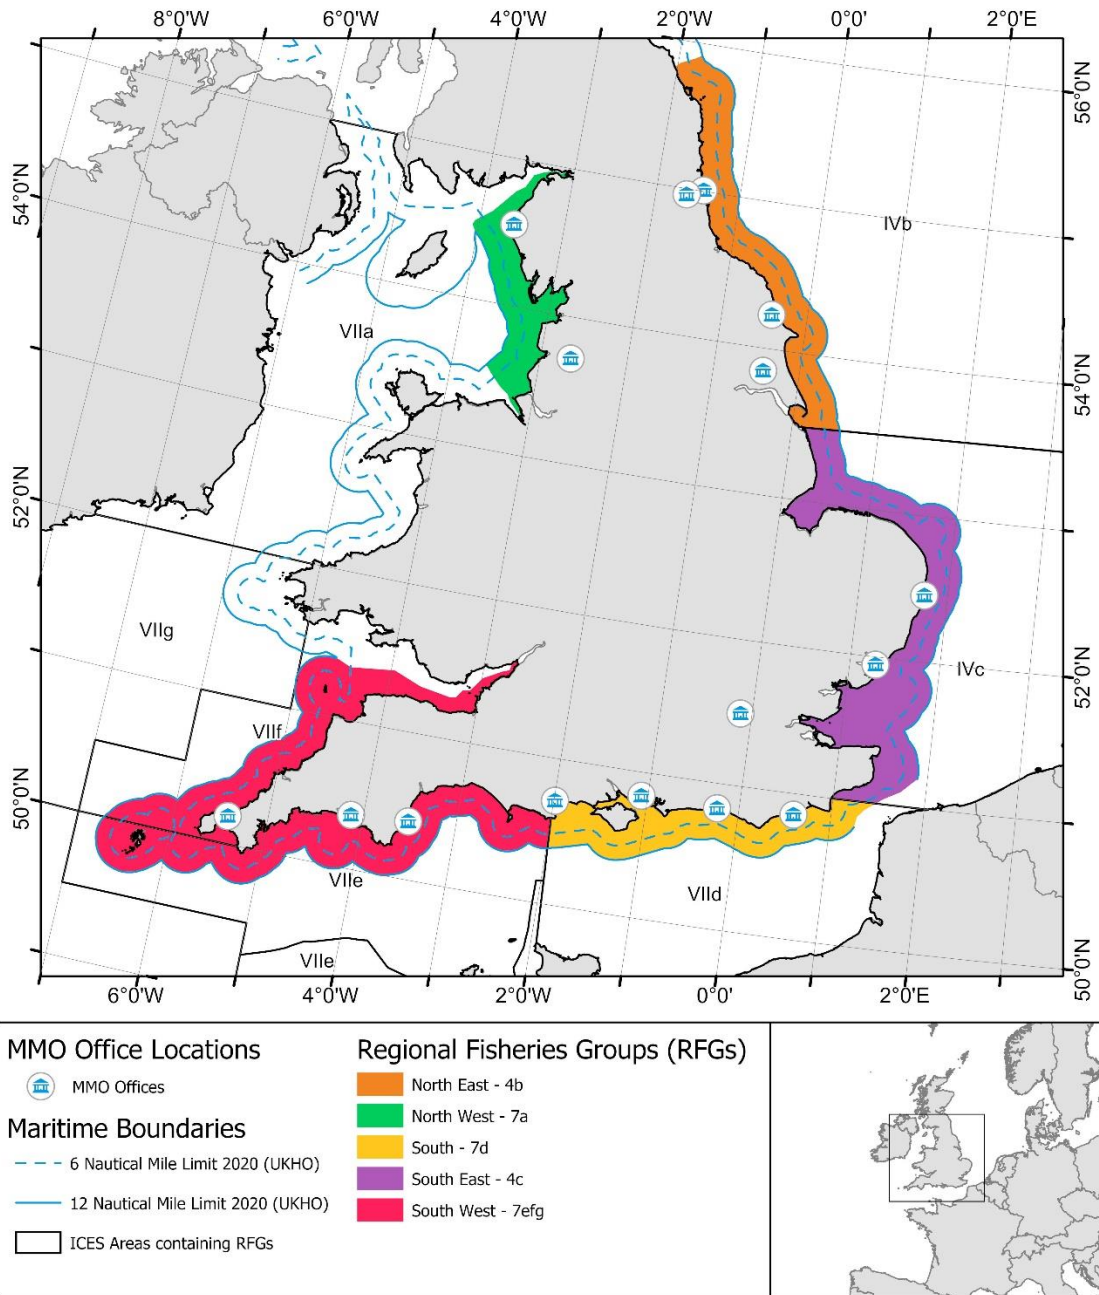 8°0'W 6°0'W 4°0'W 2°0'W 0°0' 2°0'E
56°0'N
54°0'N
IVb
VIIa
54°0'N
52°0'N
VIIg
IVc
52°0'N
VIIf
50°0'N
VIIe
VIId
VIIe
50°0'N
6°0'W 4°0'W 2°0'W 0°0' 2°0'E
MMO Office Locations
MMO Offices
Maritime Boundaries
6 Nautical Mile Limit 2020 (UKHO)
12 Nautical Mile Limit 2020 (UKHO)
ICES Areas containing RFGs
Regional Fisheries Groups (RFGs)
North East - 4b
North West - 7a
South - 7d
South East - 4c
South West - 7efg